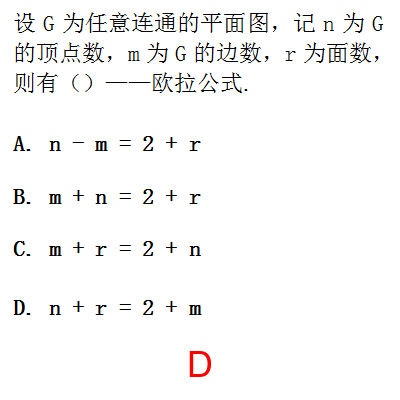 设 G 为任意连通的平面图，记 n 为 G
的顶点数，m 为 G 的边数，r 为面数，
则有（）——欧拉公式.
A. n - m = 2 + r
B. m + n = 2 + r
C. m + r = 2 + n
D. n + r = 2 + m
D